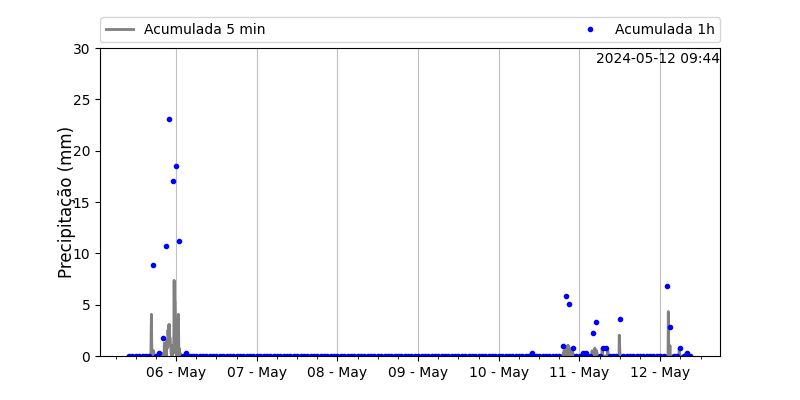 Acumulada 5 min
Acumulada 1h
2024-05-12 09:44
Precipitação (mm)
30
25
20
15
10
5
0
06 - May
07 - May
08 - May
09 - May
10 - May
11 - May
12 - May